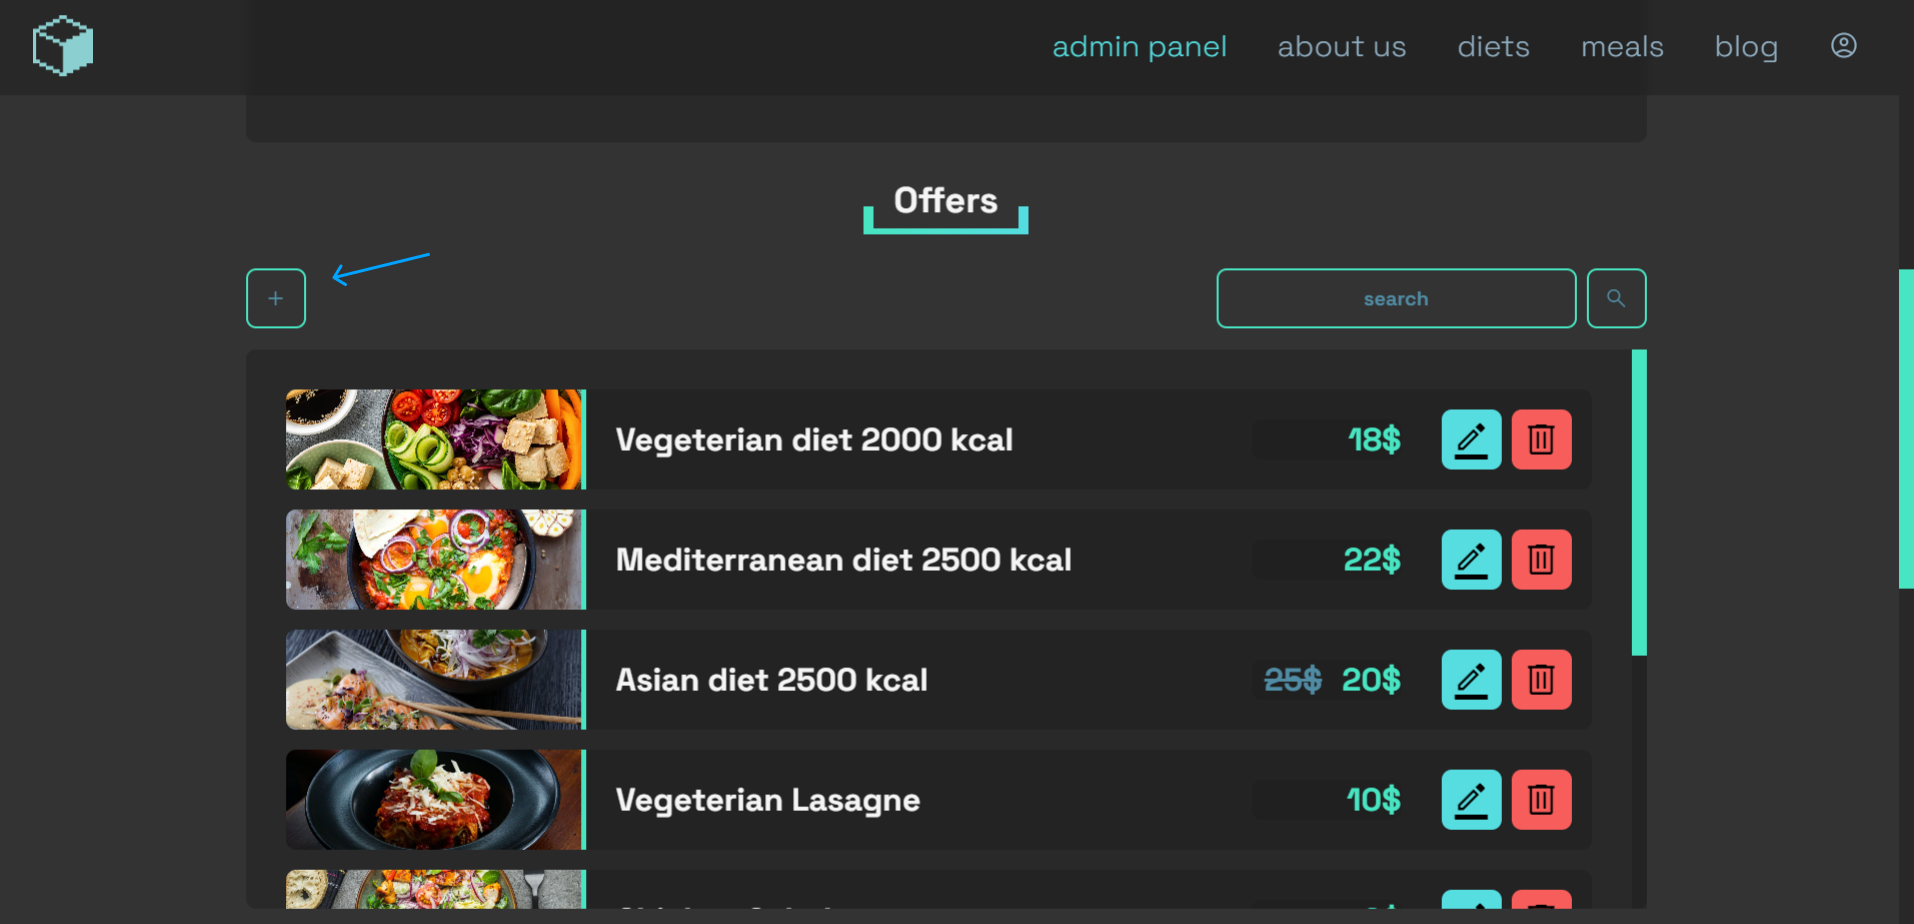 admin panel about us diets meals blog
Offers
+ search
Vegeterian diet 2000 kcal 18$
Mediterranean diet 2500 kcal 22$
Asian diet 2500 kcal 25$ 20$
Vegeterian Lasagne 10$